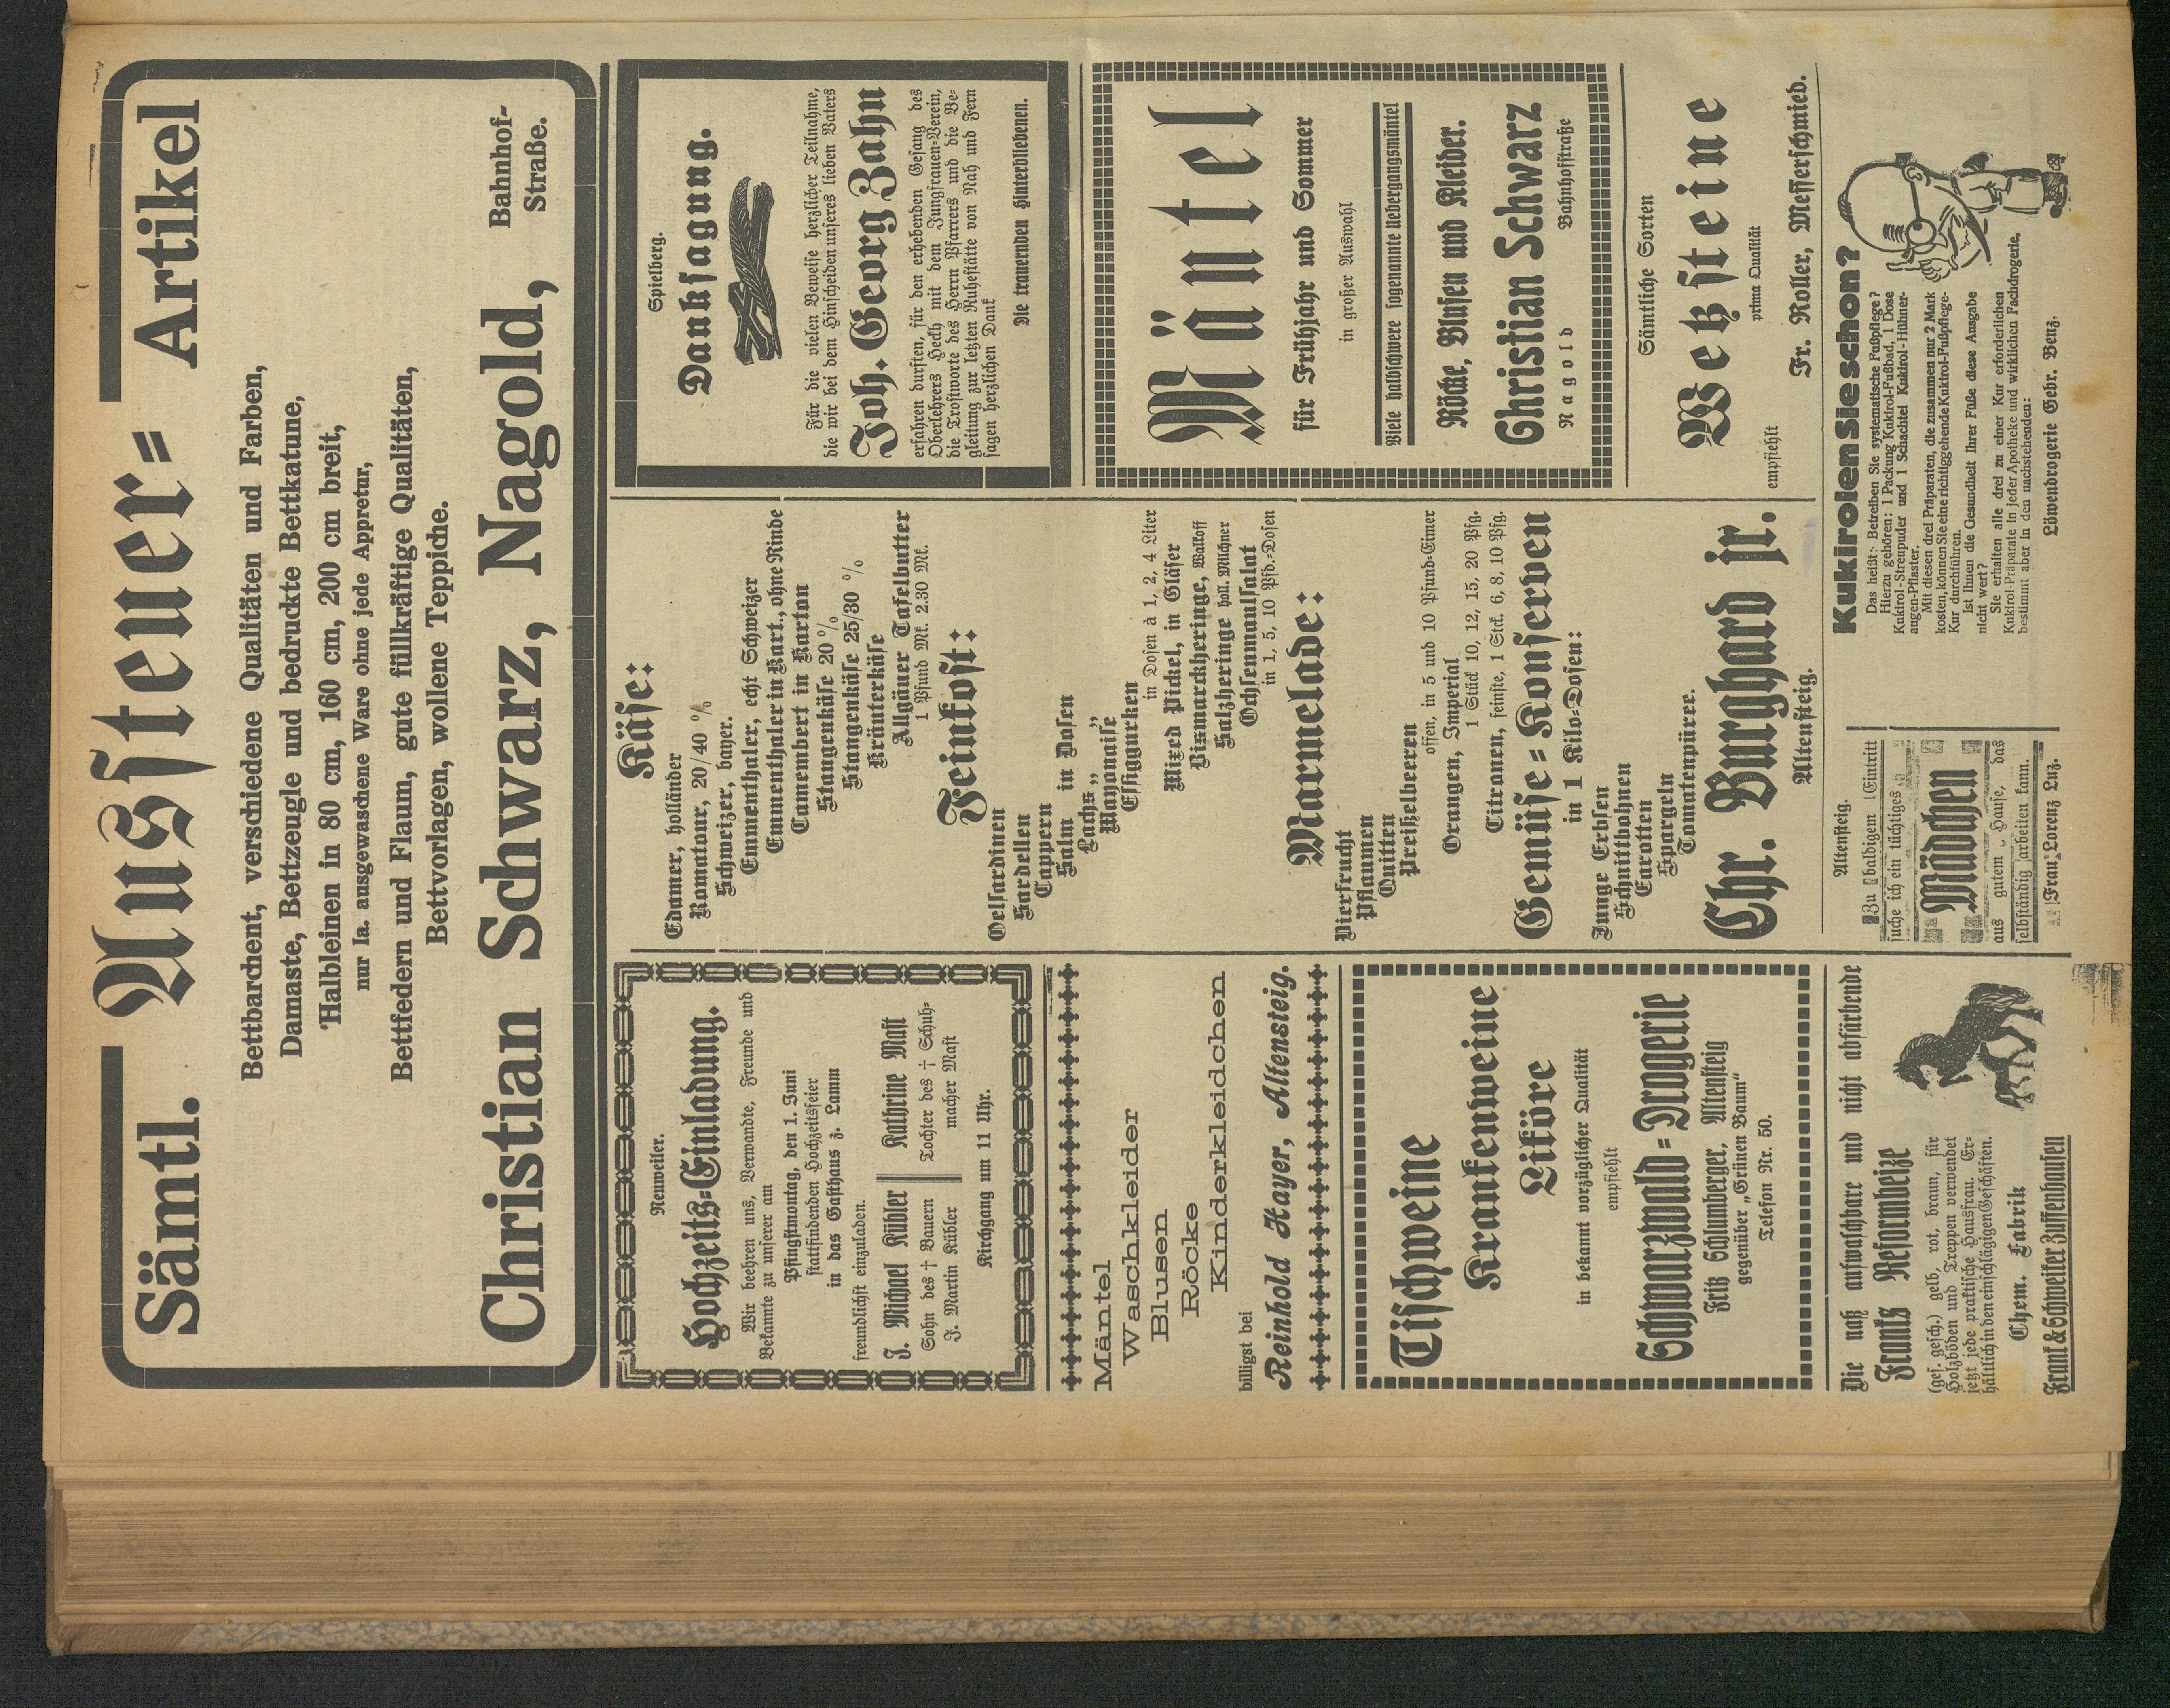 Sämtl. Aussteuer- Artikel
Bettbarchent, verschiedene Qualitäten und Farben,
Damaste, Bettzeugle und bedruckte Bettkatune,
Halbleinen in 80 cm, 160 cm, 200 cm breit,
nur Ia. ausgewaschene Ware ohne jede Appretur,
Bettfedern und Flaum, gute füllkräftige Qualitäten,
Bettvorlagen, wollene Teppiche.
Christian Schwarz, Nagold, Bahnhof-
Straße.
Neuweiler.
Hochzeits-Einladung.
Wir beehren uns, Verwandte, Freunde und
Bekannte zu unserer am
Pfingstmontag, den 1. Juni
stattfindenden Hochzeitsfeier
in das Gasthaus z. Lamm
freundlichst einzuladen.
J. Michael Kübler
Sohn des † Bauern
J. Martin Kübler
Kathrine Mast
Tochter des † Schuh-
macher Mast
Kirchgang um 11 Uhr.
Mäntel
Waschkleider
Blusen
Röcke
Kinderkleidchen
billigst bei
Reinhold Hayer, Altensteig.
Tischweine
Krankenweine
Liköre
in bekannt vorzüglicher Qualität
empfiehlt
Schwarzwald-Drogerie
Fritz Schlumberger, Altensteig
gegenüber „Grünen Baum“
Telefon Nr. 50.
Die naß aufwaschbare und nicht abfärbende
Franks Reformbeize
(ges. gesch.) gelb, rot, braun, für
Holzböden und Treppen verwendet
jetzt jede praktische Hausfrau. Er-
hältlich in den einschlägigen Geschäften.
Chem. Fabrik
Frank & Schweiker Zuffenhausen
Käse:
Edamer, holländer
Romatour, 20/40 %
Schweizer, bayer.
Emmenthaler, echt Schweizer
Emmenthaler in Kart., ohne Rinde
Camenbert in Karton
Stangenkäse 20 %
Stangenkäse 25/30 %
Kräuterkäse
Allgäuer Tafelbutter
1 Pfund Mk. 2.30 Mk.
Feinkost:
Oelsardinen
Sardellen
Cappern
Salm in Dosen
Lachs „
Mayonaise „
Essiggurken
in Dosen à 1, 2, 4 Liter
Mixed Pickel, in Gläser
Bismarckheringe, Walkoff
Salzheringe holl. Milchner
Ochsenmaulsalat
in 1, 5, 10 Pfd.-Dosen
Marmelade:
Vierfrucht
Pflaumen
Quitten
Preißelbeeren
offen, in 5 und 10 Pfund-Eimer
Orangen, Imperial
1 Stück 10, 12, 15, 20 Pfg.
Citronen, feinste, 1 Stck. 6, 8, 10 Pfg.
Gemüse-Konserven
in 1 Kilo-Dosen:
Junge Erbsen
Schnittbohnen
Carotten
Spargeln
Tomatenpüree.
Chr. Burghard jr.
Altensteig.
Altensteig.
Zu baldigem Eintritt
suche ich ein tüchtiges
Mädchen
aus gutem Hause, das
selbständig arbeiten kann.
Frau Lorenz Luz.
Spielberg.
Danksagung.
Für die vielen Beweise herzlicher Teilnahme,
die wir bei dem Hinscheiden unseres lieben Vaters
Joh. Georg Zahn
erfahren durften, für den erhebenden Gesang des
Oberlehrers Heckh mit dem Jungfrauen-Verein,
die Trostworte des Herrn Pfarrers und die Be-
gleitung zur letzten Ruhestätte von Nah und Fern
sagen herzlichen Dank
Die trauernden Hinterbliebenen.
Mäntel
für Frühjahr und Sommer
in großer Auswahl
Viele halbschwere sogenannte Uebergangsmäntel
Röcke, Blusen und Kleider.
Christian Schwarz
Nagold Bahnhofstraße
Sämtliche Sorten
Wetzsteine
prima Qualität
empfiehlt
Fr. Roller, Messerschmied.
Kukirolen Sie schon?
Das heißt: Betreiben Sie systematische Fußpflege?
Hierzu gehören: 1 Packung Kukirol-Fußbad, 1 Dose
Kukirol-Streupuder und 1 Schachtel Kukirol-Hühner-
augen-Pflaster.
Mit diesen drei Präparaten, die zusammen nur 2 Mark
kosten, können Sie eine richtiggehende Kukirol-Fußpflege-
Kur durchführen.
Ist Ihnen die Gesundheit Ihrer Füße diese Ausgabe
nicht wert?
Sie erhalten alle drei zu einer Kur erforderlichen
Kukirol-Präparate in jeder Apotheke und wirklichen Fachdrogerie,
bestimmt aber in den nachstehenden:
Löwendrogerie Gebr. Benz.